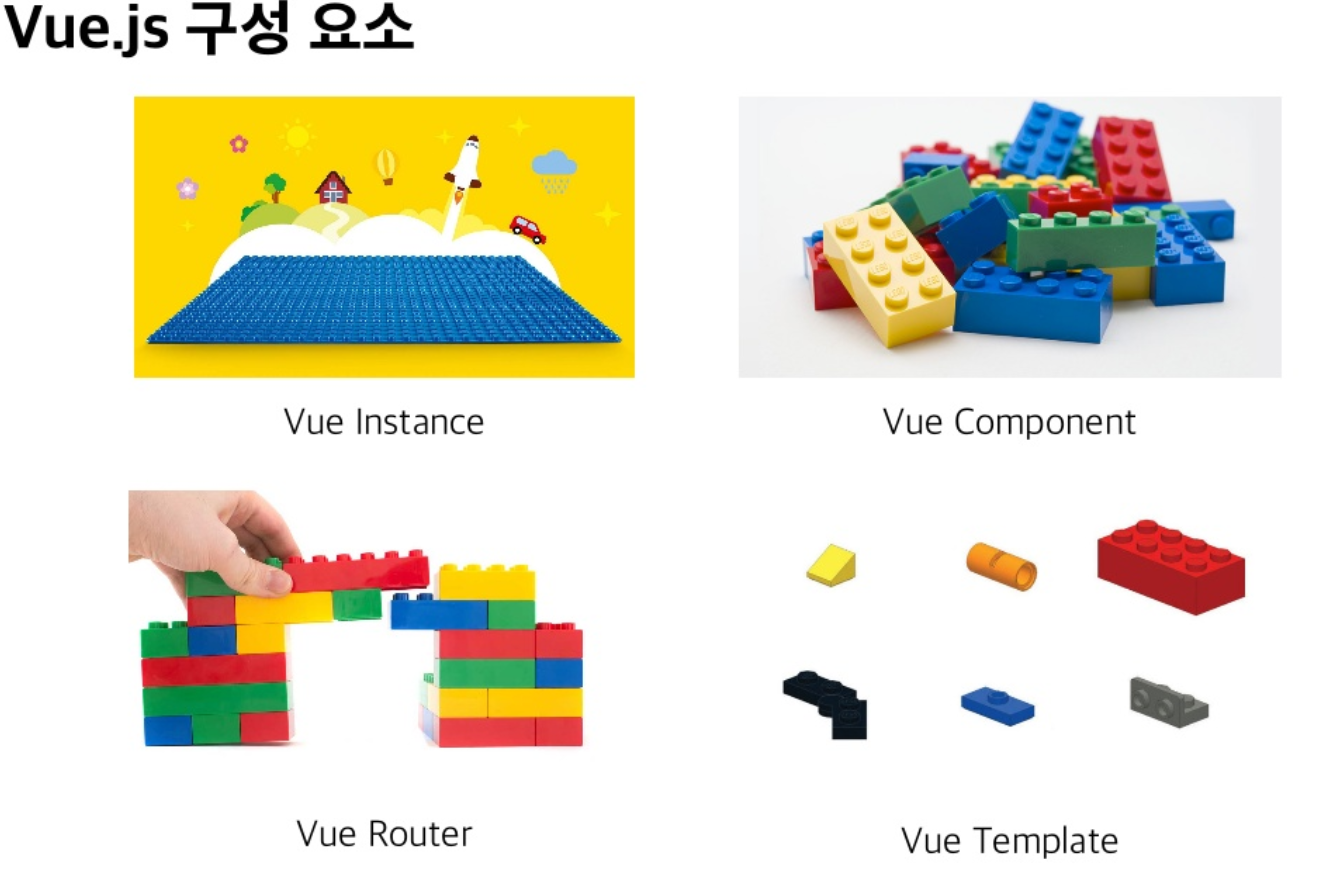 Vue.js 구성 요소
Vue Instance
Vue Component
Vue Router
Vue Template